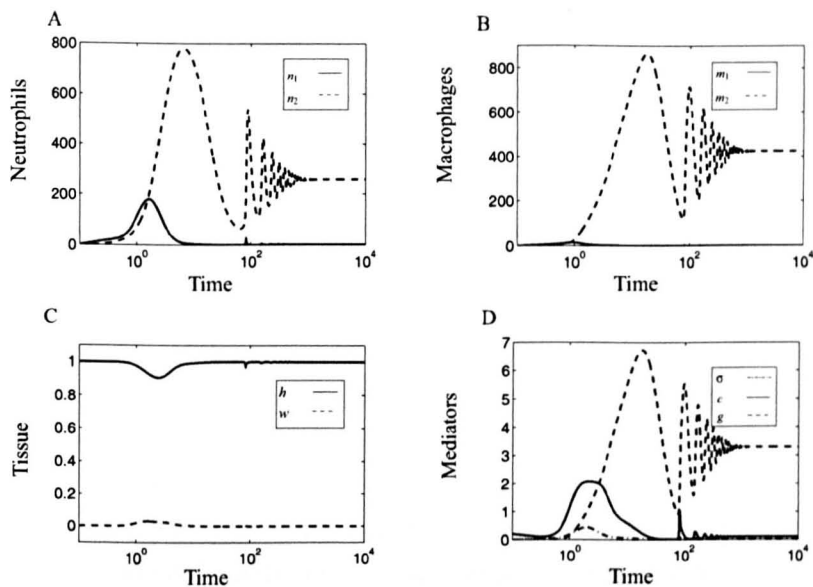 A
800
600
400
200
0
Neutrophils
n1
n2
10^0
10^2
10^4
Time
B
800
600
400
200
0
Macrophages
m1
m2
10^0
10^2
10^4
Time
C
1
0.8
0.6
0.4
0.2
0
Tissue
h
w
10^0
10^2
10^4
Time
D
7
6
5
4
3
2
1
0
Mediators
σ
c
g
10^0
10^2
10^4
Time